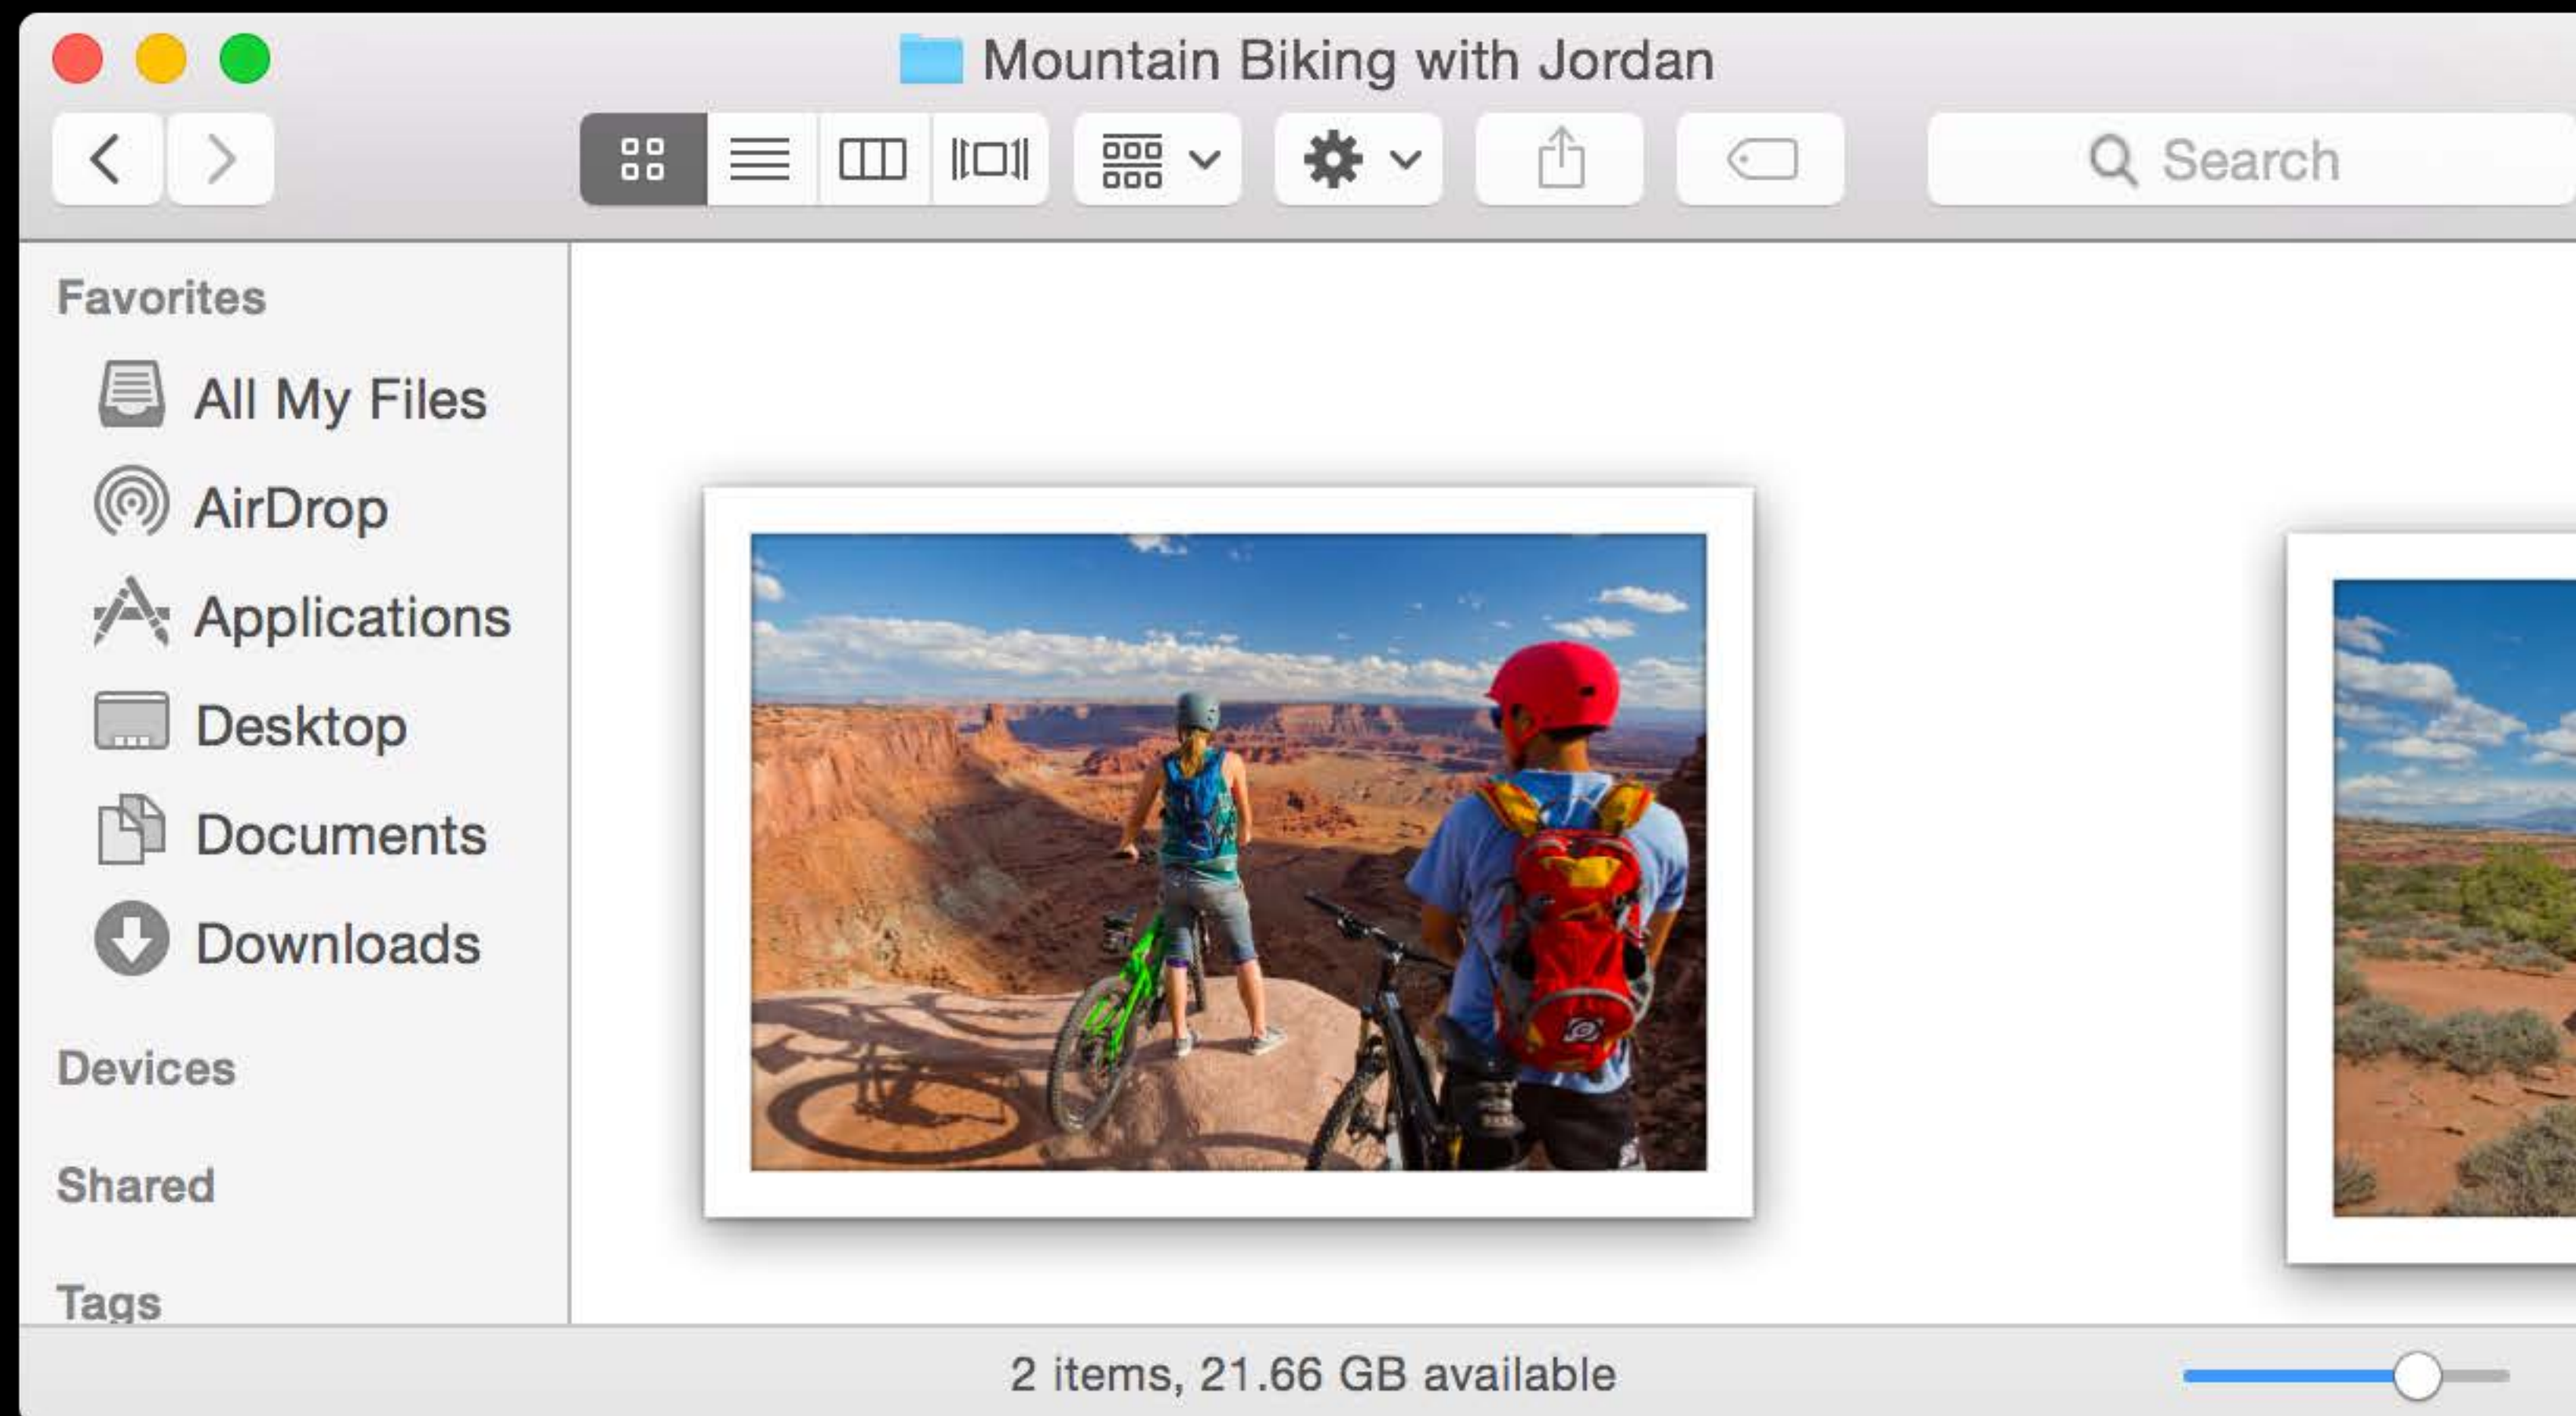 Mountain Biking with Jordan
Search
Favorites
All My Files
AirDrop
Applications
Desktop
Documents
Downloads
Devices
Shared
Tags
2 items, 21.66 GB available